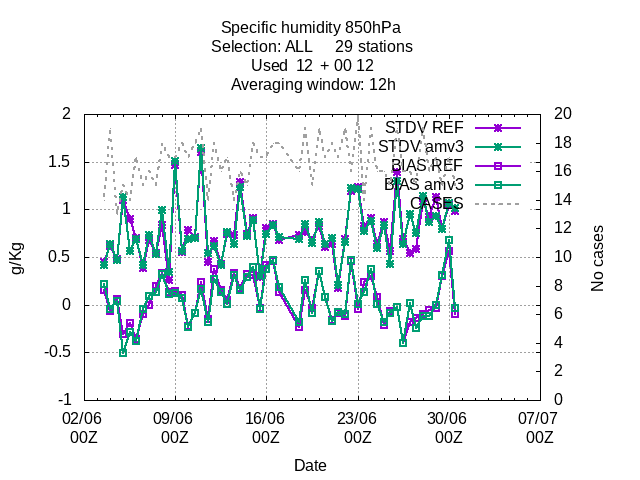 Specific humidity 850hPa
Selection: ALL     29 stations
Used  12  + 00 12
Averaging window: 12h
2
1.5
1
0.5
0
-0.5
-1
g/Kg
20
18
16
14
12
10
8
6
4
2
0
No cases
STDV REF
STDV amv3
BIAS REF
BIAS amv3
CASES
02/06 09/06 16/06 23/06 30/06 07/07
00Z 00Z 00Z 00Z 00Z 00Z
Date